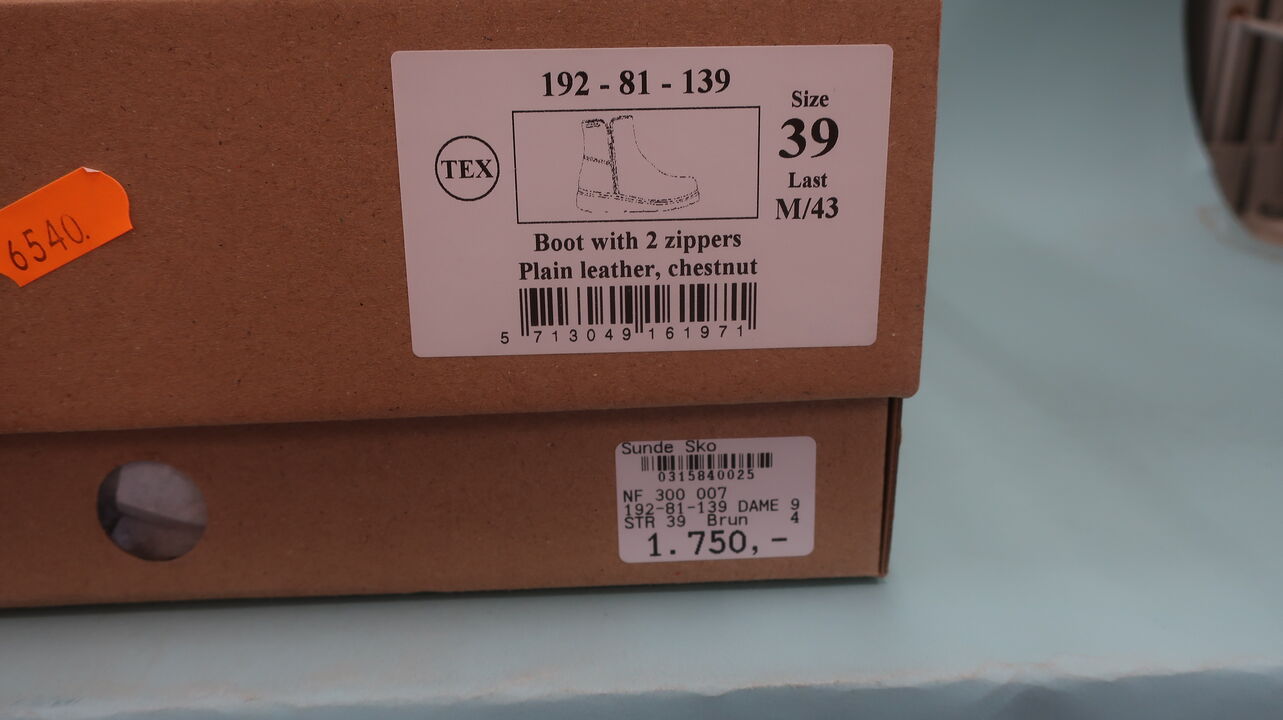 192 - 81 - 139
TEX
Size
39
Last
M/43
Boot with 2 zippers
Plain leather, chestnut
5 713049 161971
6540.
Sunde Sko
0315840025
NF 300 007
192-81-139 DAME 9
STR 39 Brun 4
1.750,-